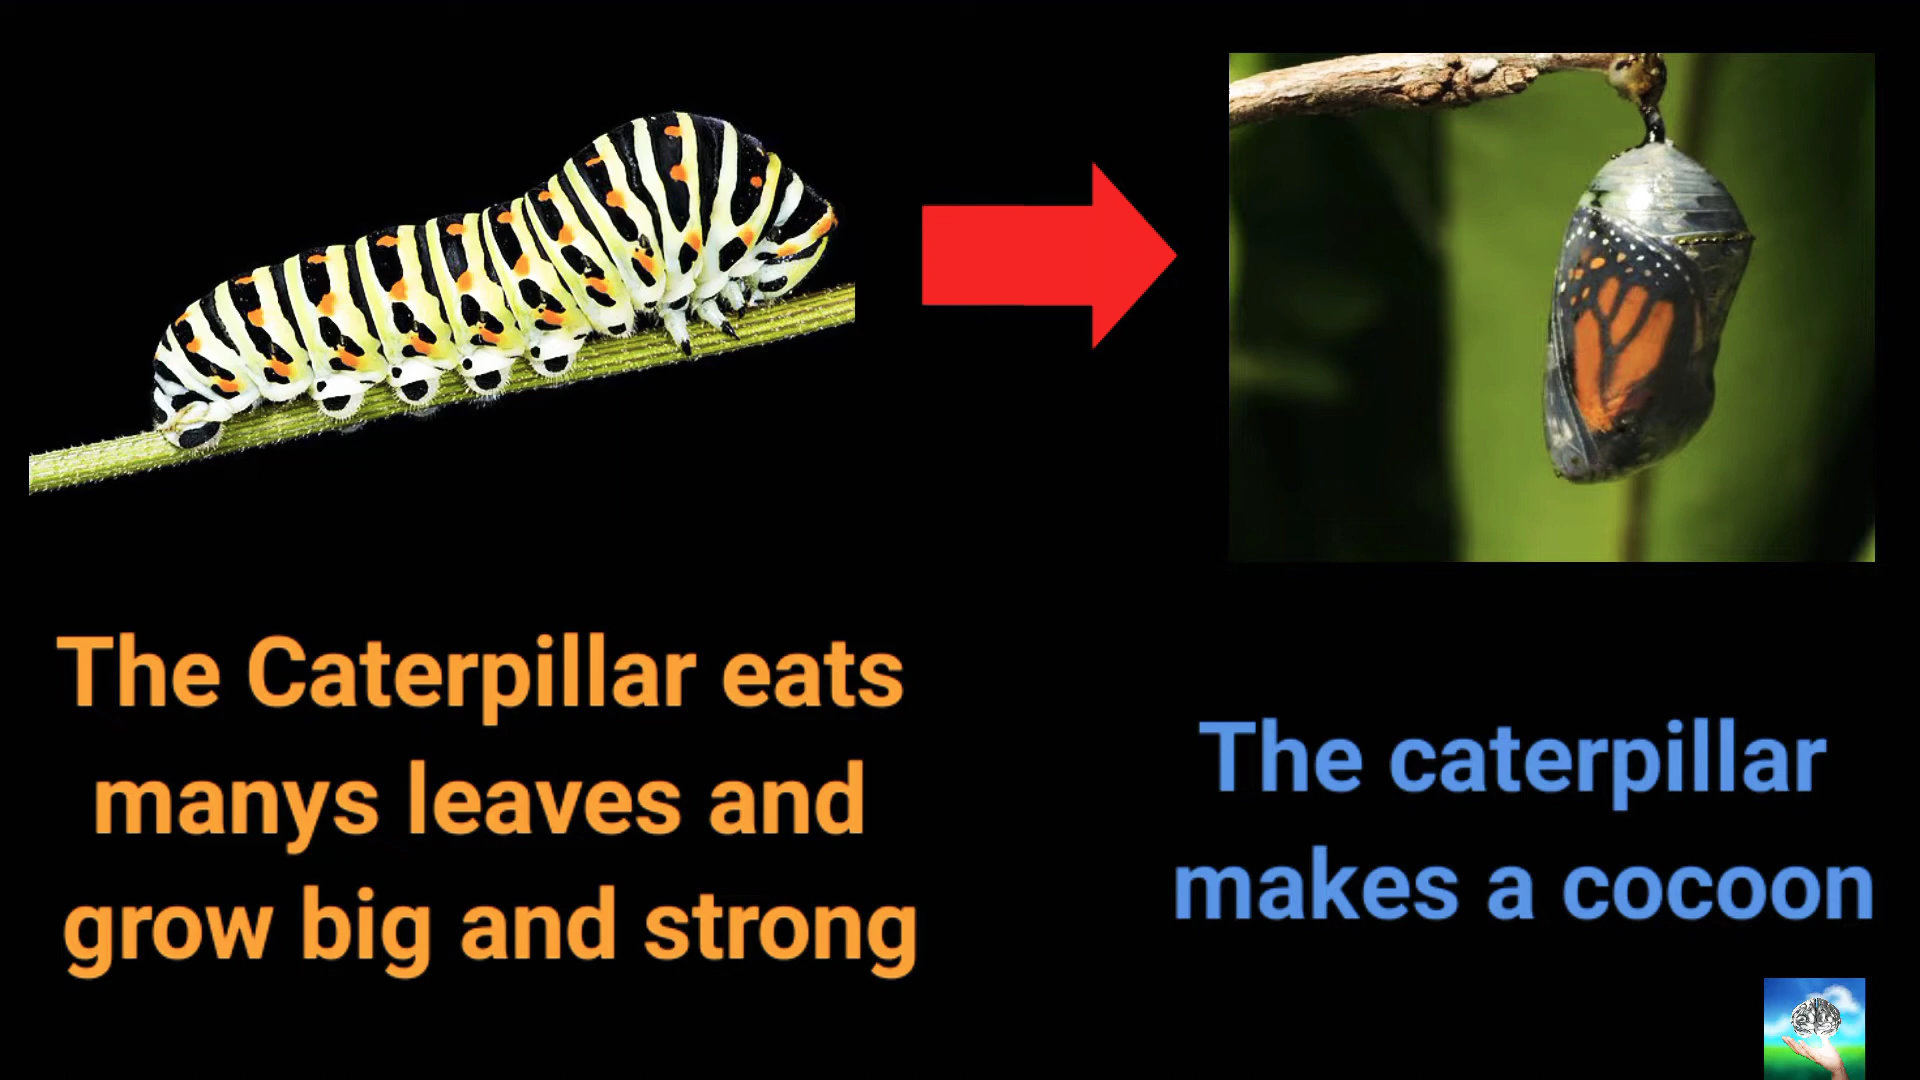 The Caterpillar eats
manys leaves and
grow big and strong
The caterpillar
makes a cocoon